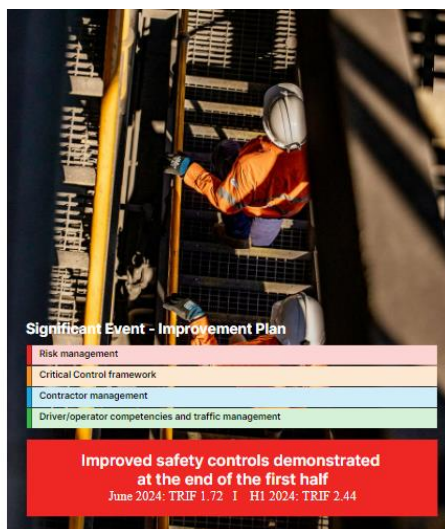 Significant Event - Improvement Plan
Risk management
Critical Control framework
Contractor management
Driver/operator competencies and traffic management
Improved safety controls demonstrated
at the end of the first half
June 2024: TRIF 1.72 I H1 2024: TRIF 2.44